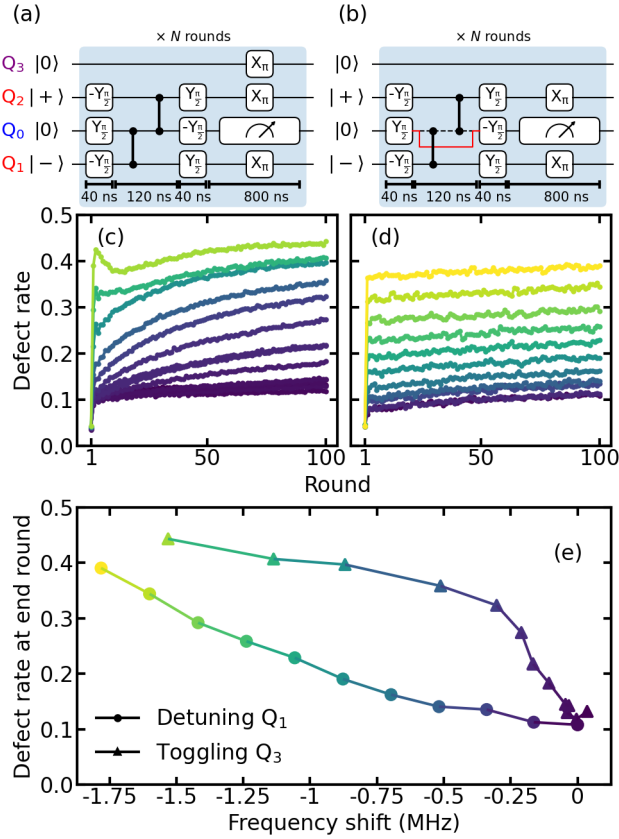 (a)
× N rounds
Q3 |0⟩ Xπ
Q2 |+⟩ -Yπ/2 Yπ/2 Xπ
Q0 |0⟩ Yπ/2 -Yπ/2
Q1 |−⟩ -Yπ/2 Yπ/2 Xπ
40 ns 120 ns 40 ns 800 ns
(b)
× N rounds
|0⟩
|+⟩ -Yπ/2 Yπ/2 Xπ
|0⟩ Yπ/2 -Yπ/2
|−⟩ -Yπ/2 Yπ/2 Xπ
40 ns 120 ns 40 ns 800 ns
Defect rate
0.5
0.4
0.3
0.2
0.1
0.0
(c)
1 50 100
(d)
1 50 100
Round
Defect rate at end round
0.5
0.4
0.3
0.2
0.1
0.0
(e)
Detuning Q1
Toggling Q3
-1.75 -1.5 -1.25 -1 -0.75 -0.5 -0.25 0
Frequency shift (MHz)